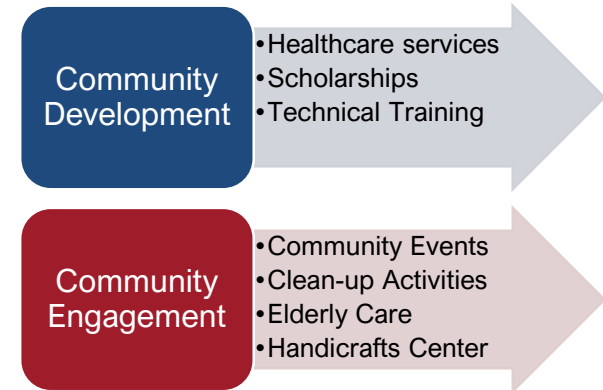 Community
Development
•Healthcare services
•Scholarships
•Technical Training
Community
Engagement
•Community Events
•Clean-up Activities
•Elderly Care
•Handicrafts Center